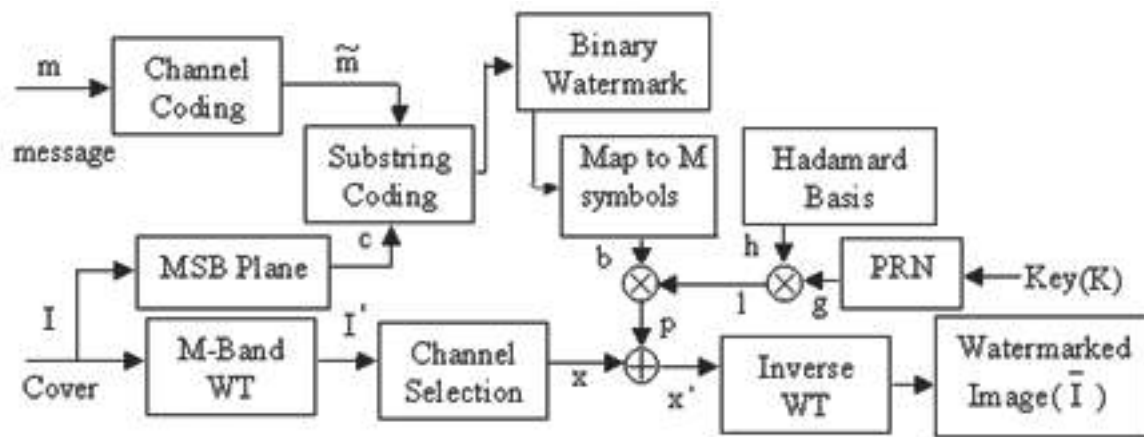 m
Channel
Coding
m̃
message
Substring
Coding
Binary
Watermark
Map to M
symbols
Hadamard
Basis
c
MSB Plane
b
h
PRN
Key(K)
l
g
I
I'
p
Cover
M-Band
WT
Channel
Selection
x
x'
Inverse
WT
Watermarked
Image( Ī )